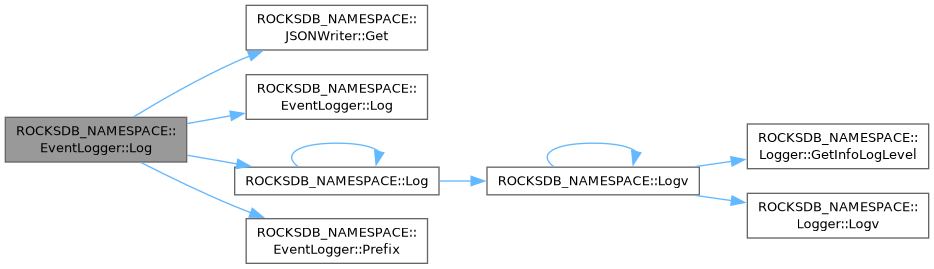 ROCKSDB_NAMESPACE::
EventLogger::Log
ROCKSDB_NAMESPACE::
JSONWriter::Get
ROCKSDB_NAMESPACE::
EventLogger::Log
ROCKSDB_NAMESPACE::Log
ROCKSDB_NAMESPACE::
EventLogger::Prefix
ROCKSDB_NAMESPACE::Logv
ROCKSDB_NAMESPACE::
Logger::GetInfoLogLevel
ROCKSDB_NAMESPACE::
Logger::Logv